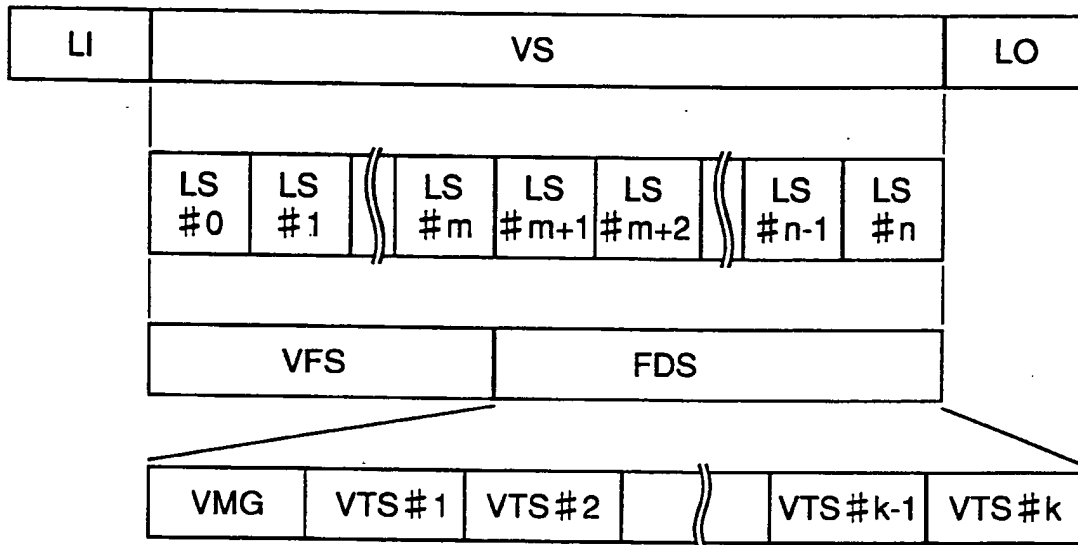 LI VS LO
LS #0 LS #1 LS #m LS #m+1 LS #m+2 LS #n-1 LS #n
VFS FDS
VMG VTS#1 VTS#2 VTS#k-1 VTS#k